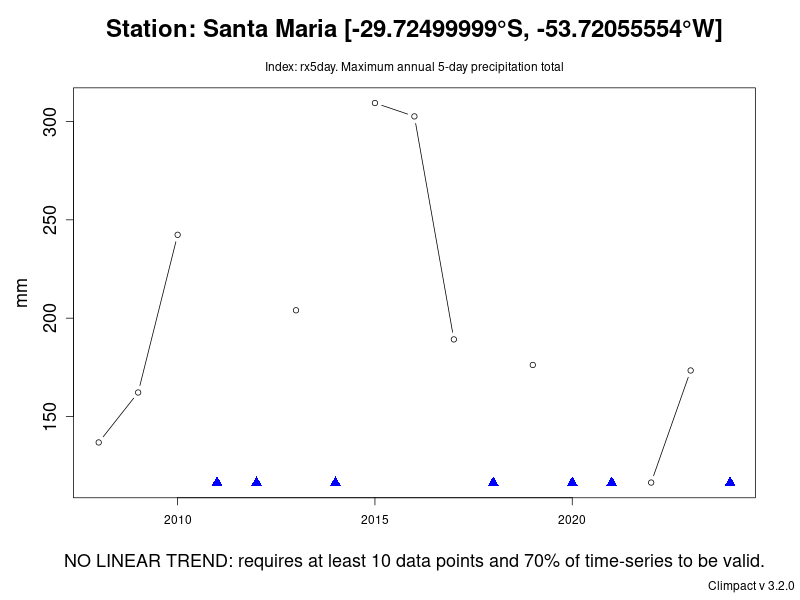 Station: Santa Maria [-29.72499999°S, -53.72055554°W]
Index: rx5day. Maximum annual 5-day precipitation total
300
250
200
150
mm
2010 2015 2020
NO LINEAR TREND: requires at least 10 data points and 70% of time-series to be valid.
Climpact v 3.2.0